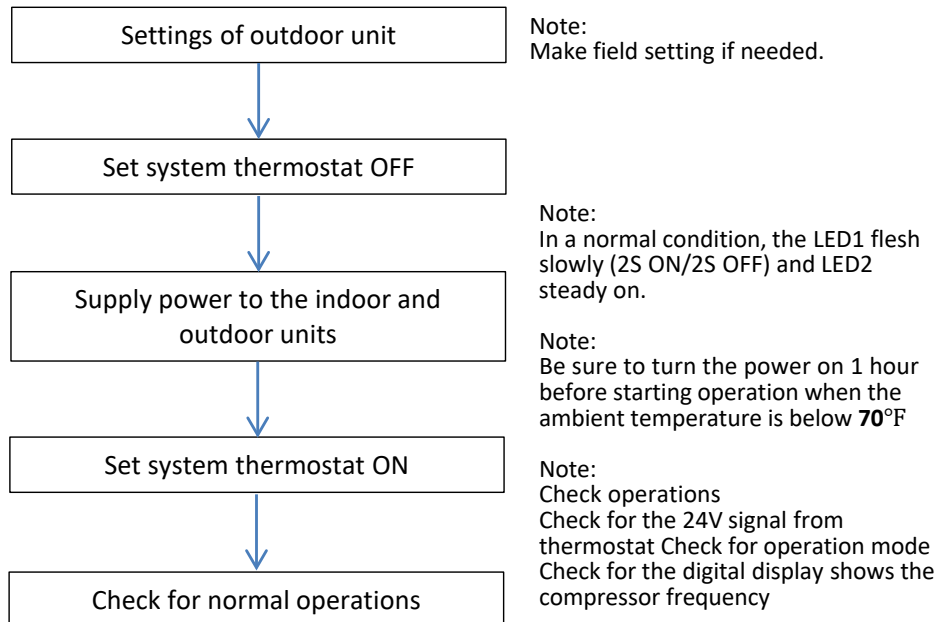 Settings of outdoor unit
Note:
Make field setting if needed.
Set system thermostat OFF
Note:
In a normal condition, the LED1 flesh
slowly (2S ON/2S OFF) and LED2
steady on.
Supply power to the indoor and
outdoor units
Note:
Be sure to turn the power on 1 hour
before starting operation when the
ambient temperature is below 70°F
Set system thermostat ON
Note:
Check operations
Check for the 24V signal from
thermostat Check for operation mode
Check for the digital display shows the
compressor frequency
Check for normal operations